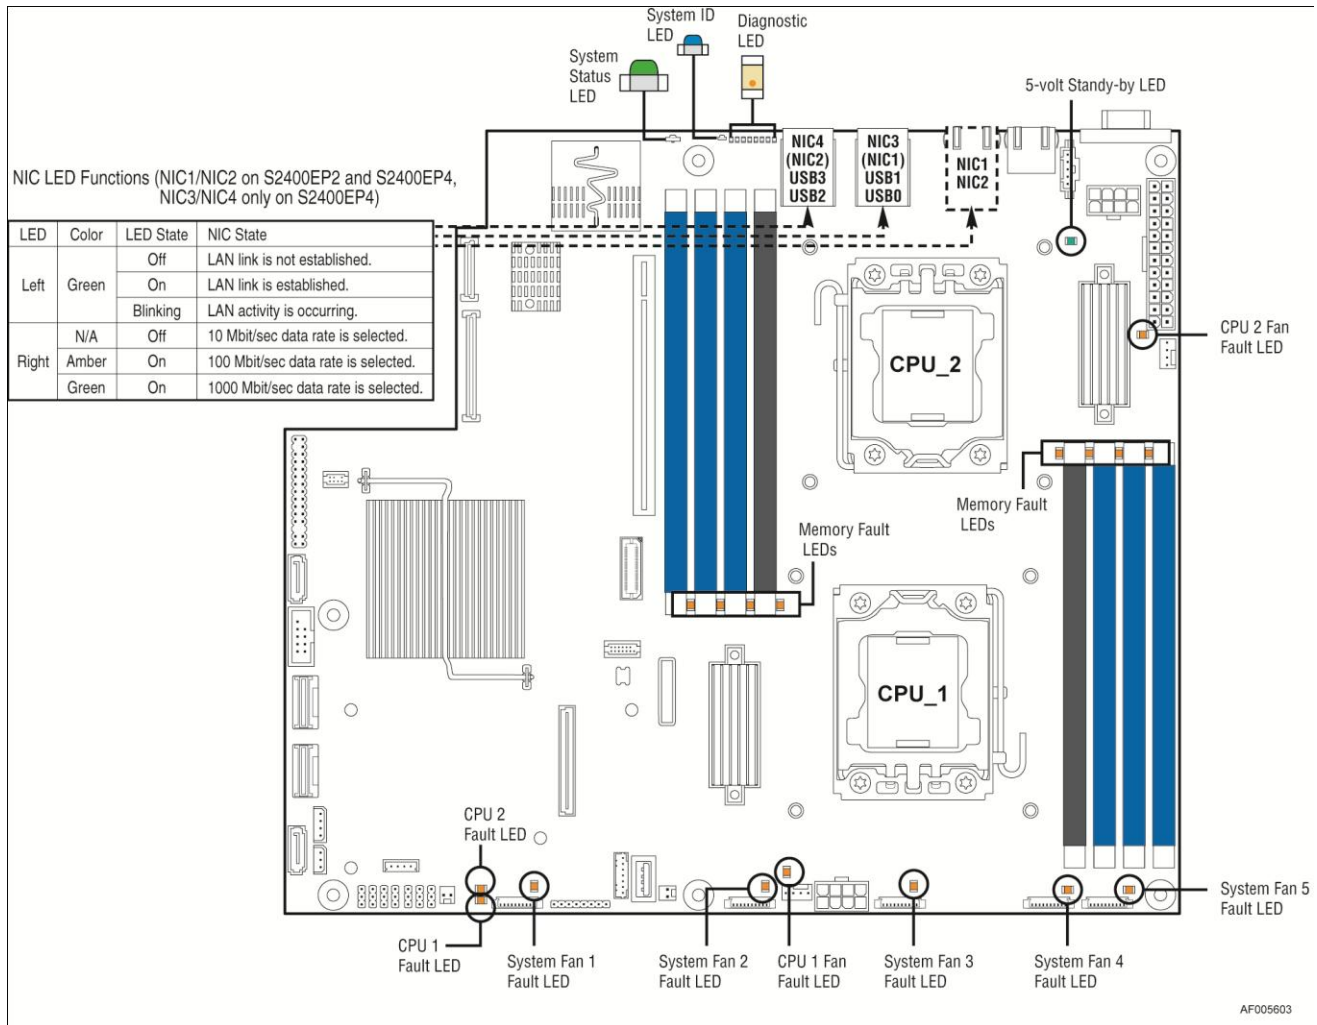 System ID
LED
Diagnostic
LED
System
Status
LED
5-volt Standy-by LED
NIC4
(NIC2)
USB3
USB2
NIC3
(NIC1)
USB1
USB0
NIC1
NIC2
NIC LED Functions (NIC1/NIC2 on S2400EP2 and S2400EP4,
NIC3/NIC4 only on S2400EP4)
LED Color LED State NIC State
Left Green Off LAN link is not established.
On LAN link is established.
Blinking LAN activity is occurring.
Right N/A Off 10 Mbit/sec data rate is selected.
Amber On 100 Mbit/sec data rate is selected.
Green On 1000 Mbit/sec data rate is selected.
CPU 2 Fan
Fault LED
CPU_2
Memory Fault
LEDs
Memory Fault
LEDs
CPU_1
CPU 2
Fault LED
CPU 1
Fault LED
System Fan 1
Fault LED
System Fan 2
Fault LED
CPU 1 Fan
Fault LED
System Fan 3
Fault LED
System Fan 4
Fault LED
System Fan 5
Fault LED
AF005603